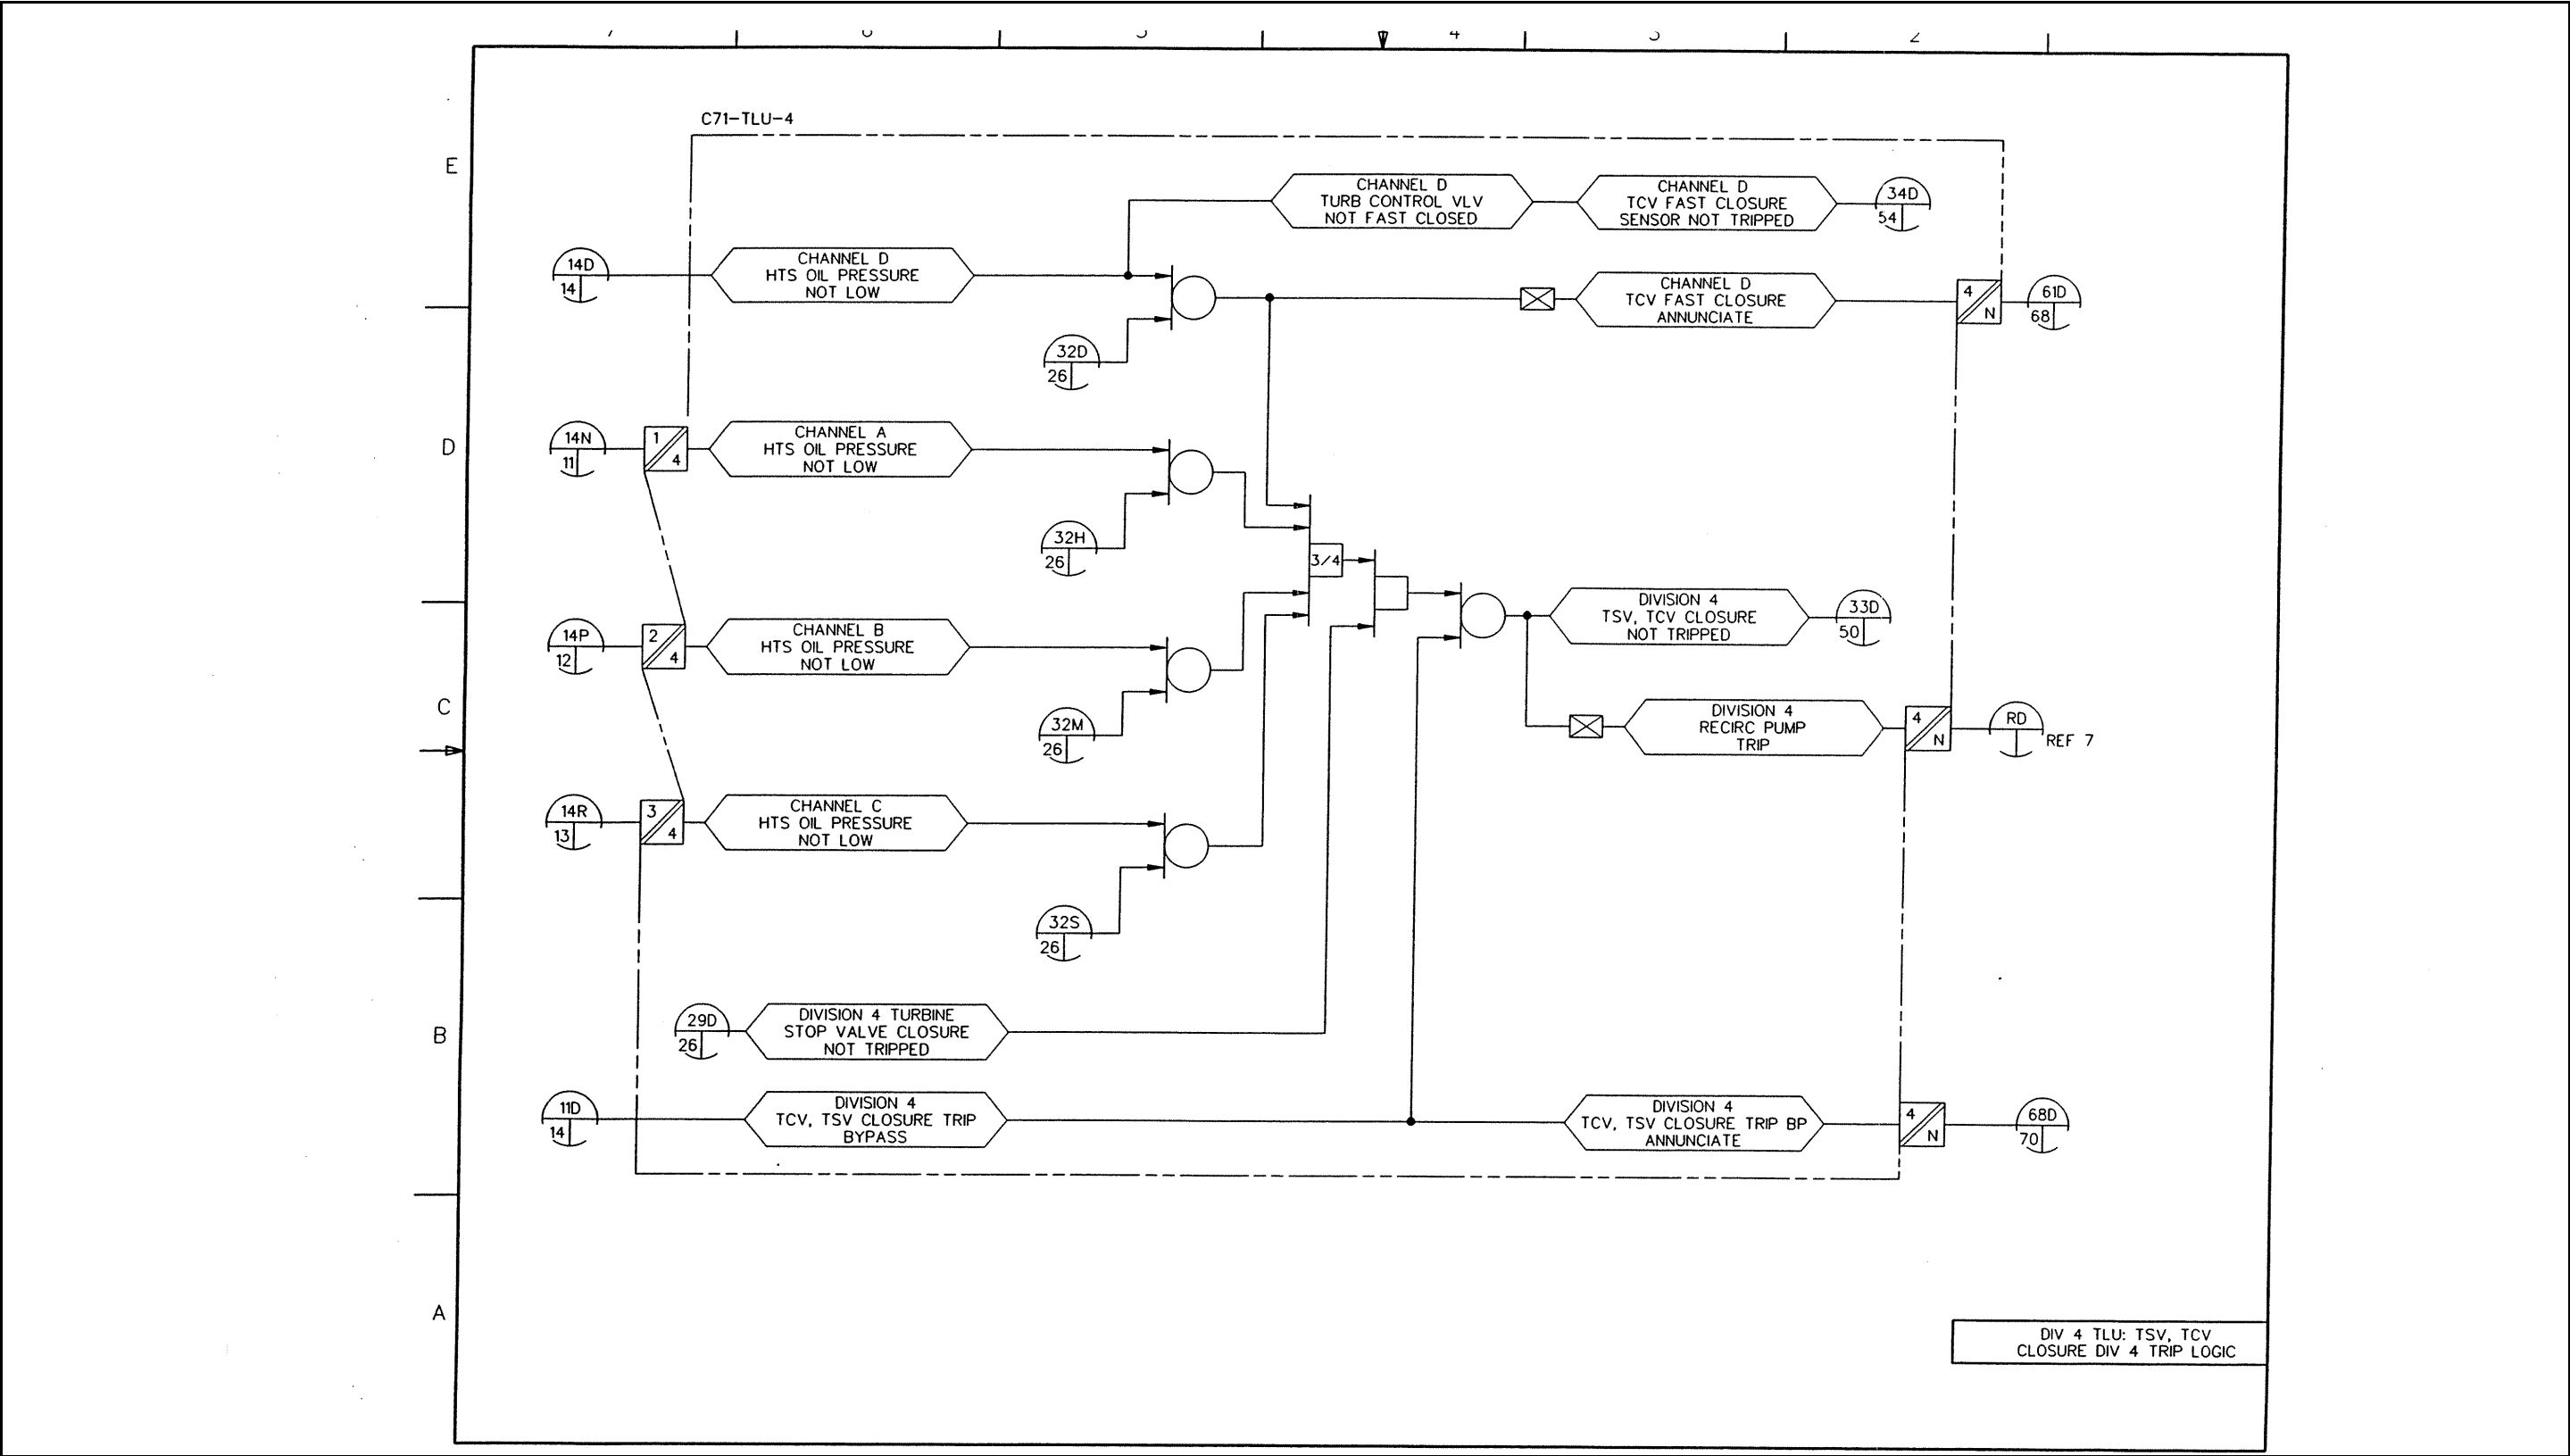 4
2
C71-TLU-4
E
CHANNEL D
TURB CONTROL VLV
NOT FAST CLOSED
CHANNEL D
TCV FAST CLOSURE
SENSOR NOT TRIPPED
34D
54
14D
14
CHANNEL D
HTS OIL PRESSURE
NOT LOW
CHANNEL D
TCV FAST CLOSURE
ANNUNCIATE
4
N
61D
68
32D
26
D
14N
11
1
4
CHANNEL A
HTS OIL PRESSURE
NOT LOW
32H
26
3/4
14P
12
2
4
CHANNEL B
HTS OIL PRESSURE
NOT LOW
DIVISION 4
TSV, TCV CLOSURE
NOT TRIPPED
33D
50
C
32M
26
DIVISION 4
RECIRC PUMP
TRIP
4
N
RD
REF 7
14R
13
3
4
CHANNEL C
HTS OIL PRESSURE
NOT LOW
32S
26
B
29D
26
DIVISION 4 TURBINE
STOP VALVE CLOSURE
NOT TRIPPED
11D
14
DIVISION 4
TCV, TSV CLOSURE TRIP
BYPASS
DIVISION 4
TCV, TSV CLOSURE TRIP BP
ANNUNCIATE
4
N
68D
70
A
DIV 4 TLU: TSV, TCV
CLOSURE DIV 4 TRIP LOGIC